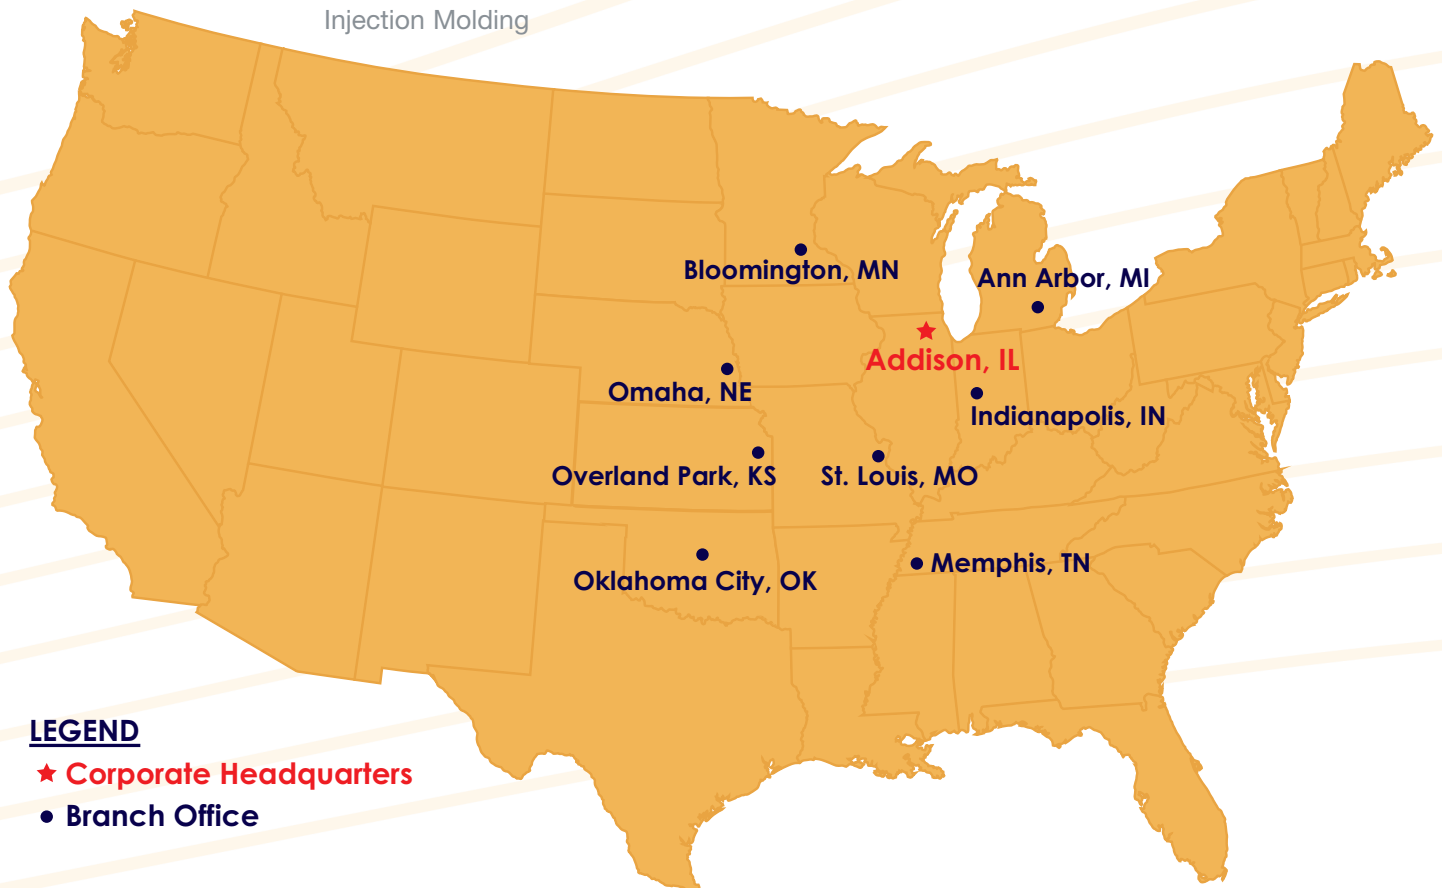 Injection Molding
Bloomington, MN
Ann Arbor, MI
Addison, IL
Omaha, NE
Indianapolis, IN
Overland Park, KS
St. Louis, MO
Memphis, TN
Oklahoma City, OK
LEGEND
Corporate Headquarters
Branch Office